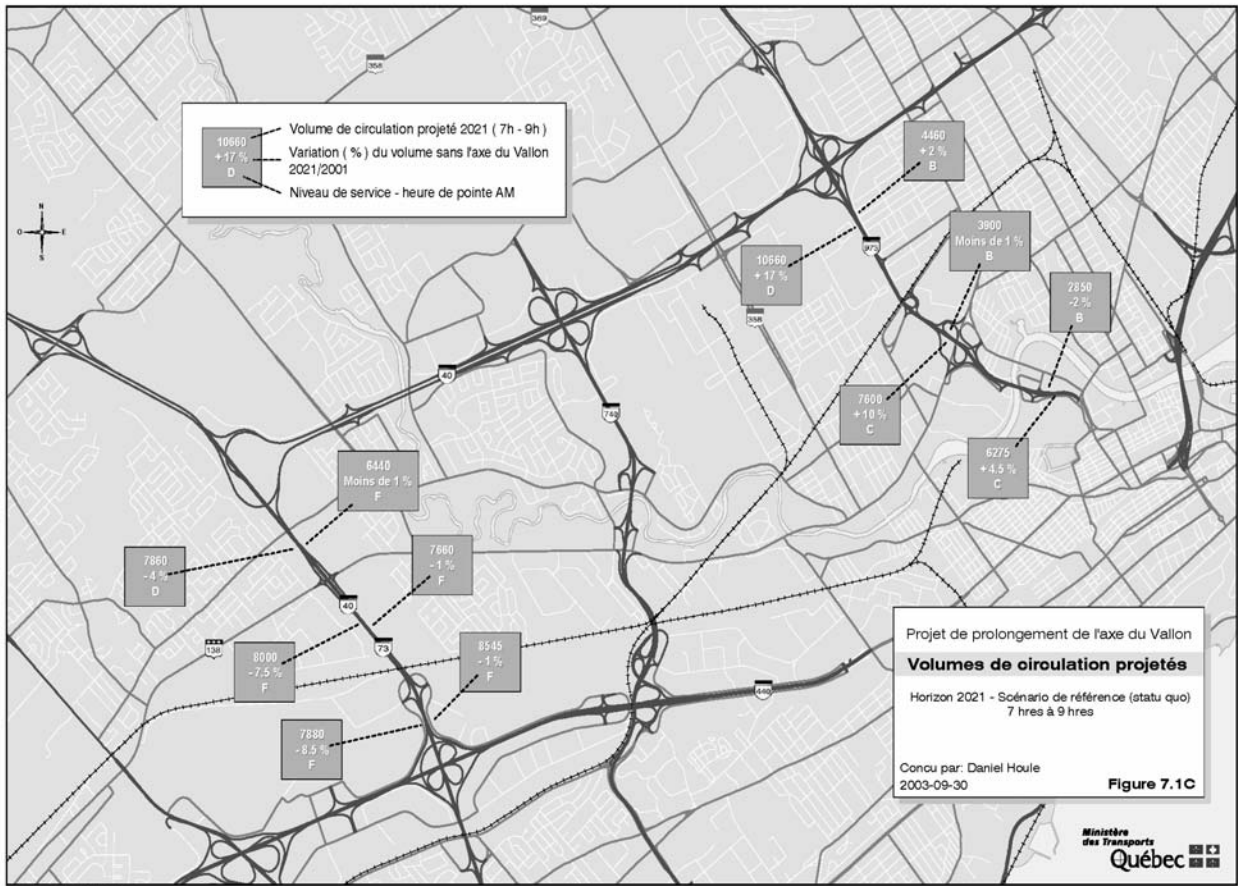 369
358
10660
+ 17 %
D
Volume de circulation projeté 2021 ( 7h - 9h )
Variation ( % ) du volume sans l'axe du Vallon
2021/2001
Niveau de service - heure de pointe AM
N
O
E
S
4460
+ 2 %
B
3900
Moins de 1 %
B
973
10660
+ 17 %
D
2850
-2 %
B
358
40
740
7600
+ 10 %
C
6275
+ 4.5 %
C
6440
Moins de 1 %
F
7860
- 4 %
D
7660
- 1 %
F
40
138
73
8000
- 7.5 %
F
8545
- 1 %
F
440
7880
- 8.5 %
F
Projet de prolongement de l'axe du Vallon
Volumes de circulation projetés
Horizon 2021 - Scénario de référence (statu quo)
7 hres à 9 hres
Concu par: Daniel Houle
2003-09-30
Figure 7.1C
Ministère
des Transports
Québec